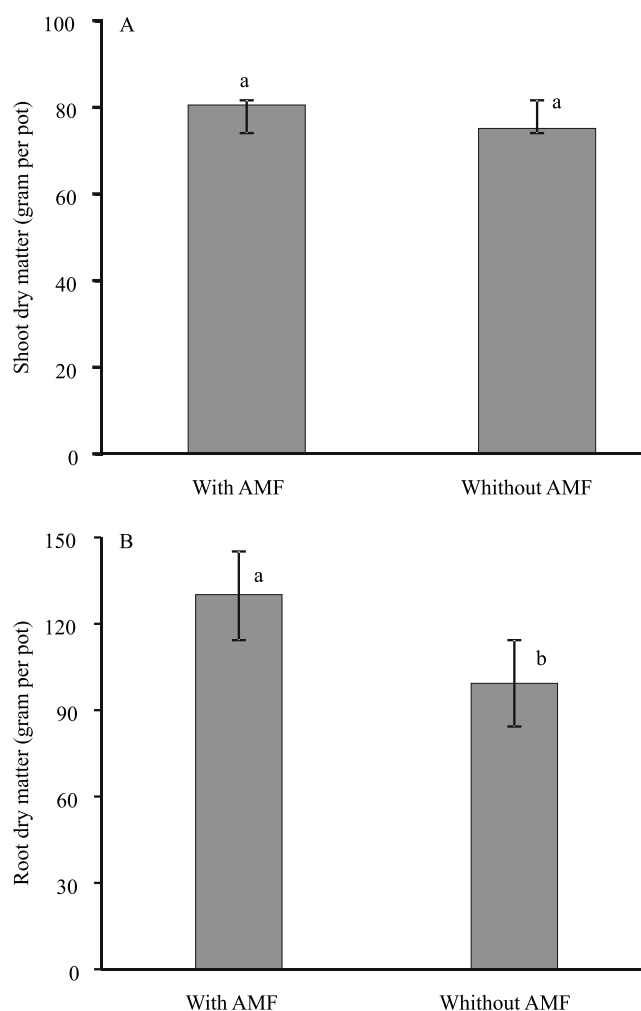 A
100
80
60
40
20
0
Shoot dry matter (gram per pot)
a
a
With AMF
Whithout AMF
B
150
120
90
60
30
0
Root dry matter (gram per pot)
a
b
With AMF
Whithout AMF